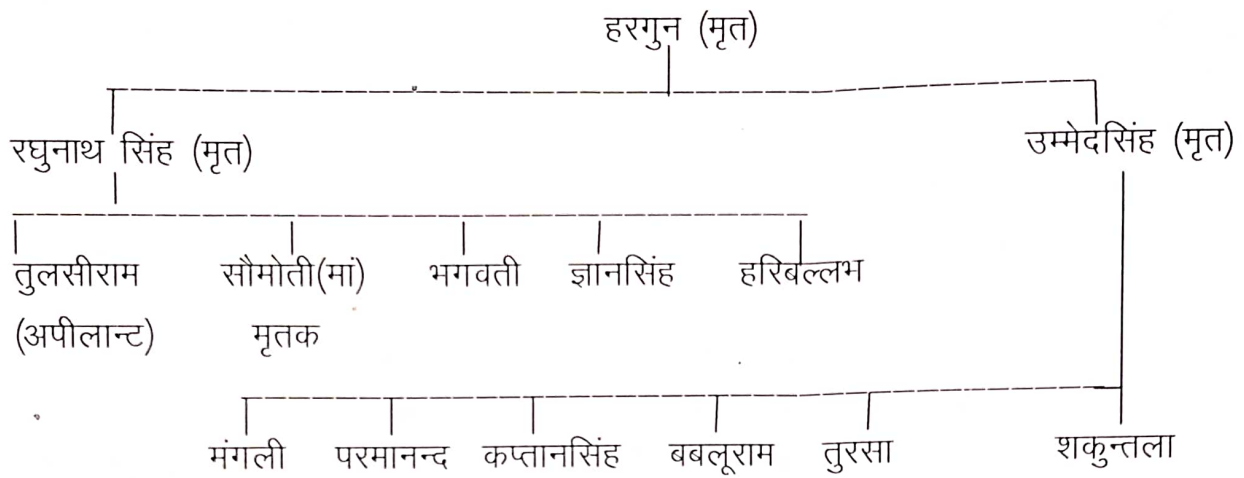 हरगुन (मृत)
रघुनाथ सिंह (मृत) उम्मेदसिंह (मृत)
तुलसीराम सौमोती(मां) भगवती ज्ञानसिंह हरिबल्लभ
(अपीलान्ट) मृतक
मंगली परमानन्द कप्तानसिंह बबलूराम तुरसा शकुन्तला